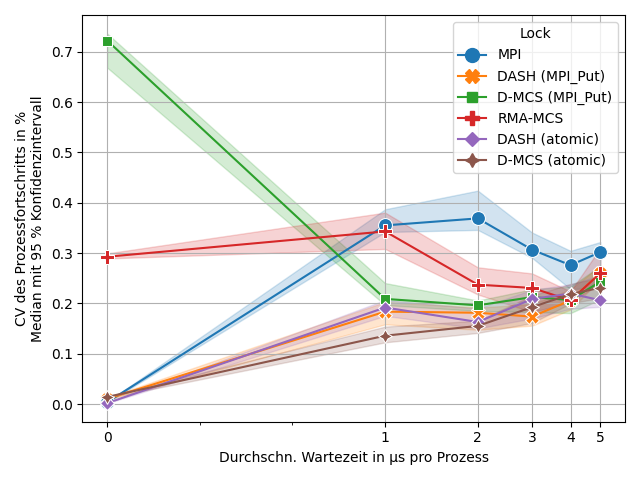 CV des Prozessfortschritts in %
Median mit 95 % Konfidenzintervall
0.7
0.6
0.5
0.4
0.3
0.2
0.1
0.0
Lock
MPI
DASH (MPI_Put)
D-MCS (MPI_Put)
RMA-MCS
DASH (atomic)
D-MCS (atomic)
0 1 2 3 4 5
Durchschn. Wartezeit in µs pro Prozess